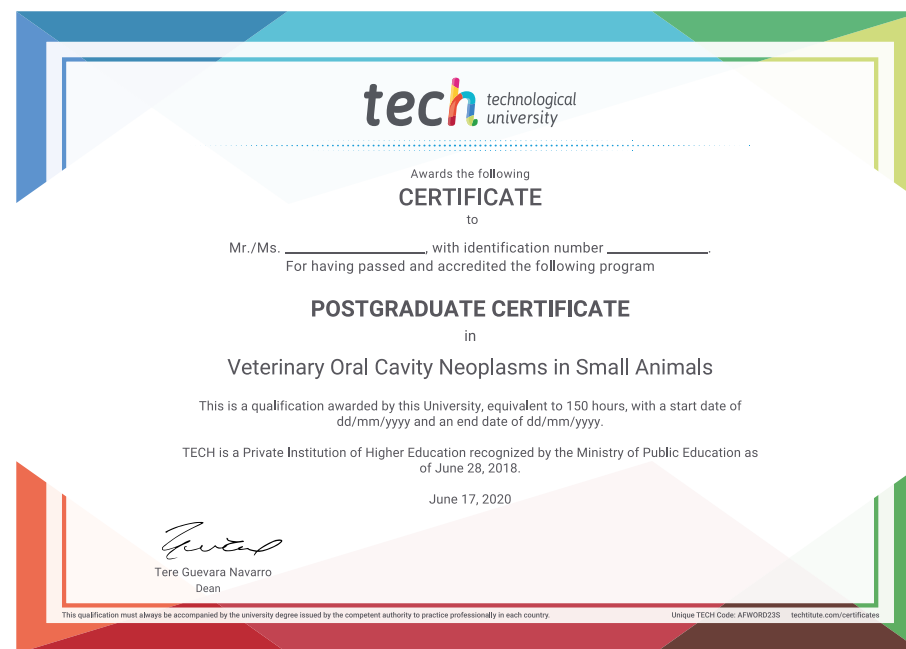 tech technological
university
Awards the following
CERTIFICATE
to
Mr./Ms. ____________________, with identification number ______________.
For having passed and accredited the following program
POSTGRADUATE CERTIFICATE
in
Veterinary Oral Cavity Neoplasms in Small Animals
This is a qualification awarded by this University, equivalent to 150 hours, with a start date of
dd/mm/yyyy and an end date of dd/mm/yyyy.
TECH is a Private Institution of Higher Education recognized by the Ministry of Public Education as
of June 28, 2018.
June 17, 2020
Tere Guevara Navarro
Dean
This qualification must always be accompanied by the university degree issued by the competent authority to practice professionally in each country.
Unique TECH Code: AFWORD23S techtitute.com/certificates